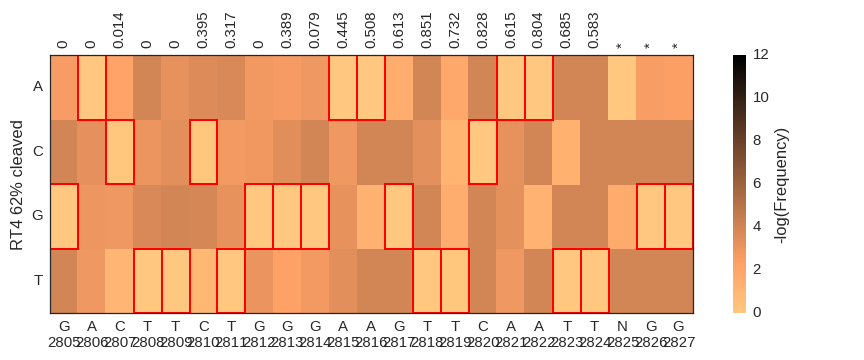 0 0 0.014 0 0 0.395 0.317 0 0.389 0.079 0.445 0.508 0.613 0.851 0.732 0.828 0.615 0.804 0.685 0.583 * * *
RT4 62% cleaved
A
C
G
T
G A C T T C T G G G A A G T T C A A T T N G G
2805 2806 2807 2808 2809 2810 2811 2812 2813 2814 2815 2816 2817 2818 2819 2820 2821 2822 2823 2824 2825 2826 2827
12
10
8
6
4
2
0
-log(Frequency)